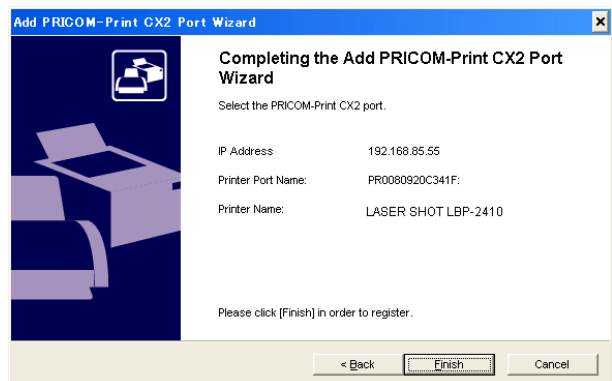 Add PRICOM-Print CX2 Port Wizard
Completing the Add PRICOM-Print CX2 Port
Wizard
Select the PRICOM-Print CX2 port.
IP Address 192.168.85.55
Printer Port Name: PR0080920C341F:
Printer Name: LASER SHOT LBP-2410
Please click [Finish] in order to register.
< Back Finish Cancel